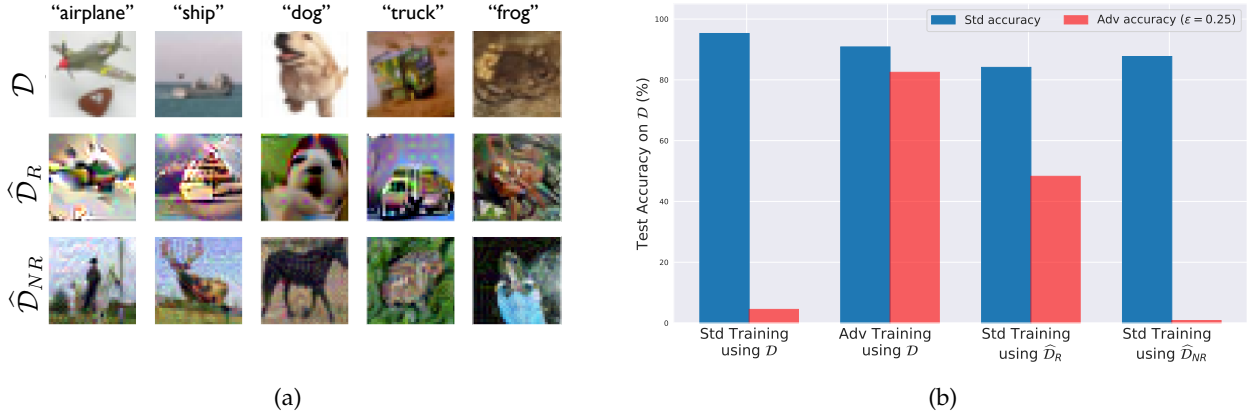 "airplane" "ship" "dog" "truck" "frog"
𝒟
𝒟̂_R
𝒟̂_NR
(a)
Test Accuracy on 𝒟 (%)
100
80
60
40
20
0
Std accuracy Adv accuracy (ε = 0.25)
Std Training Adv Training Std Training Std Training
using 𝒟 using 𝒟 using 𝒟̂_R using 𝒟̂_NR
(b)